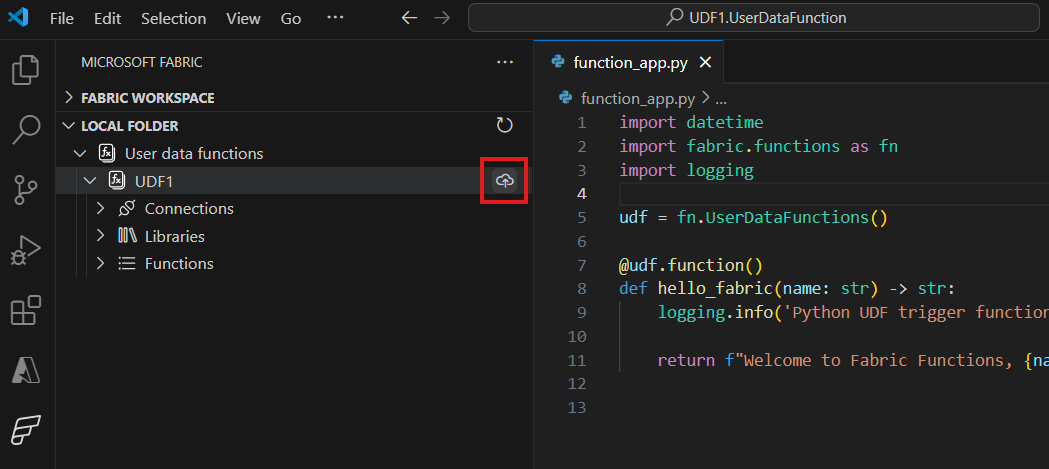 File Edit Selection View Go ···
UDF1.UserDataFunction
MICROSOFT FABRIC ···
FABRIC WORKSPACE
LOCAL FOLDER
User data functions
UDF1
Connections
Libraries
Functions
function_app.py
function_app.py > ...
1 import datetime
2 import fabric.functions as fn
3 import logging
4
5 udf = fn.UserDataFunctions()
6
7 @udf.function()
8 def hello_fabric(name: str) -> str:
9 logging.info('Python UDF trigger function
10
11 return f"Welcome to Fabric Functions, {na
12
13